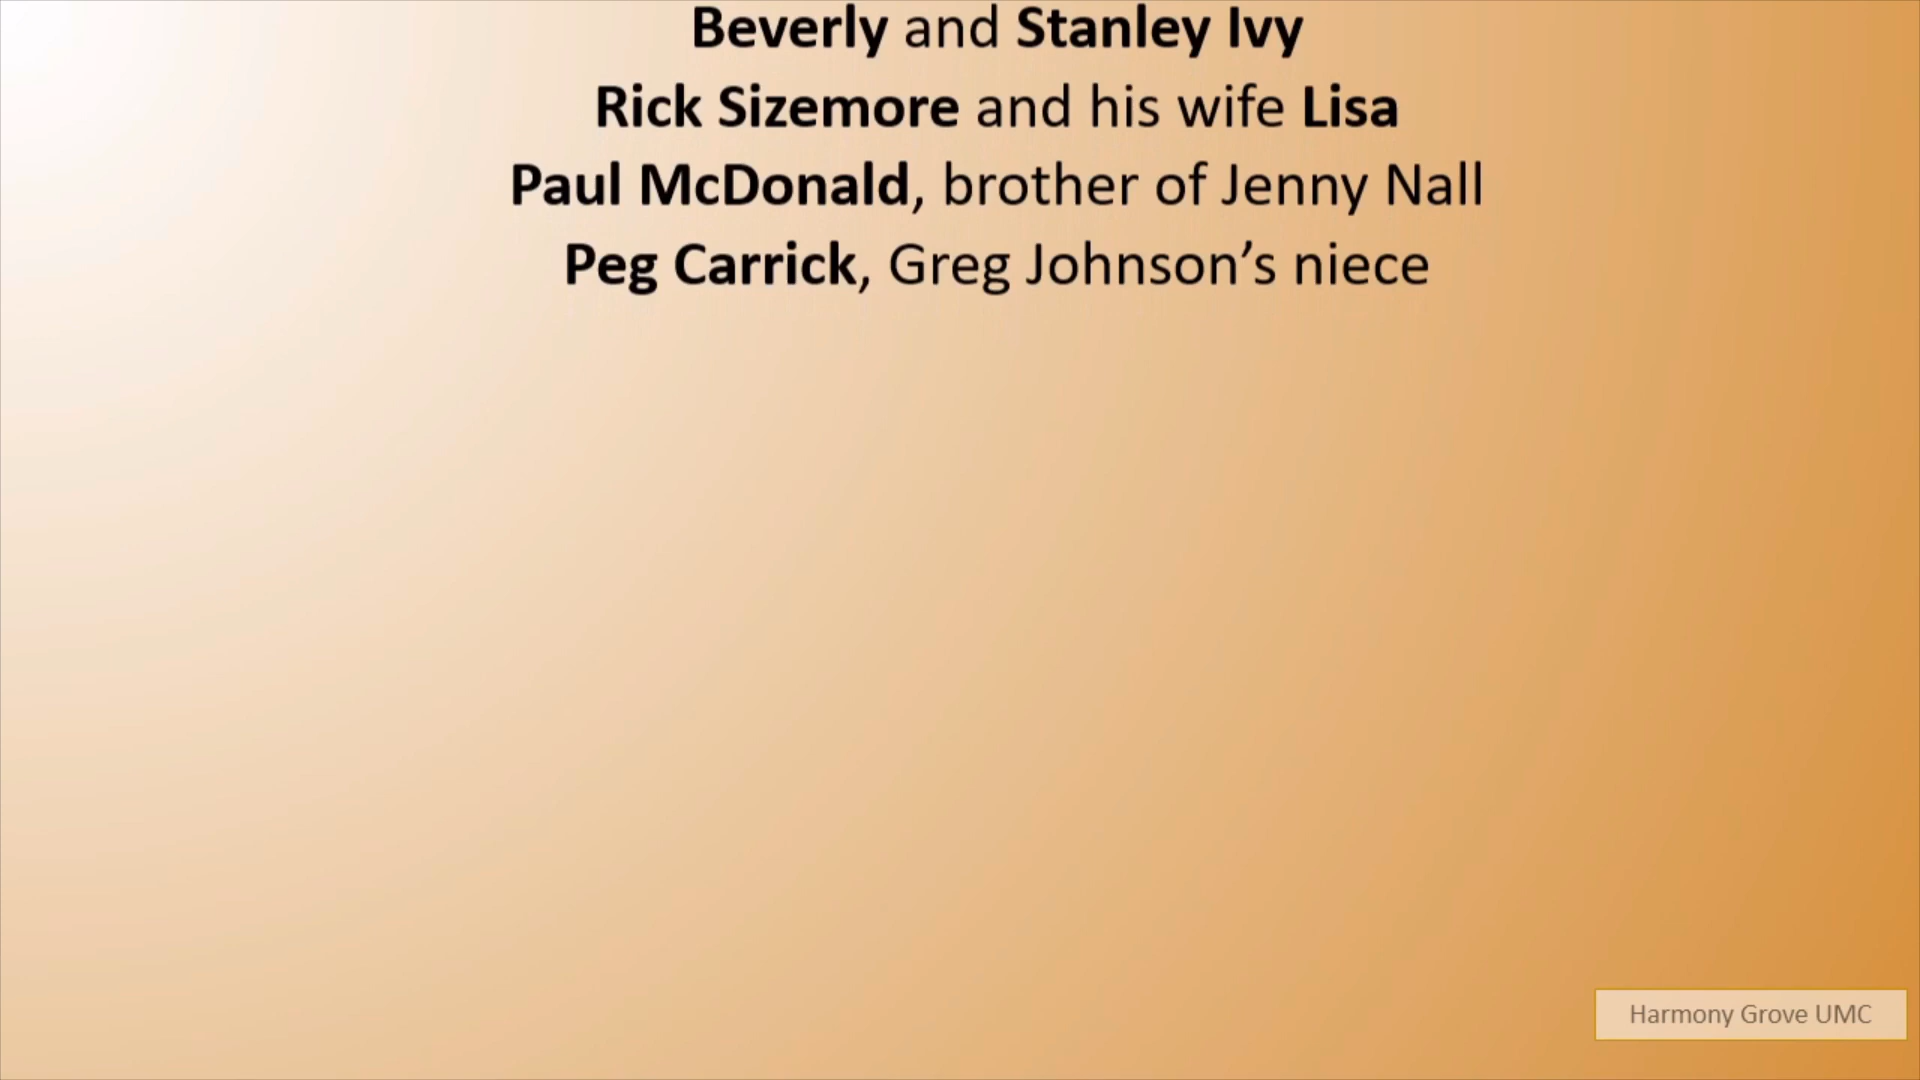 Beverly and Stanley Ivy
Rick Sizemore and his wife Lisa
Paul McDonald, brother of Jenny Nall
Peg Carrick, Greg Johnson’s niece
Harmony Grove UMC